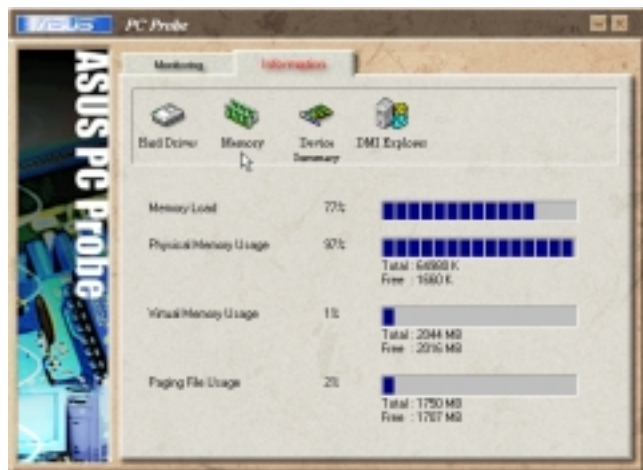 ASUS PC Probe
Monitoring Information
Hard Driver Memory Device Summary DMI Explorer
Memory Load 77%
Physical Memory Usage 97%
Total : 64988 K
Free : 1660 K
Virtual Memory Usage 1%
Total : 2044 MB
Free : 2016 MB
Paging File Usage 2%
Total : 1750 MB
Free : 1707 MB
ASUS PC Probe